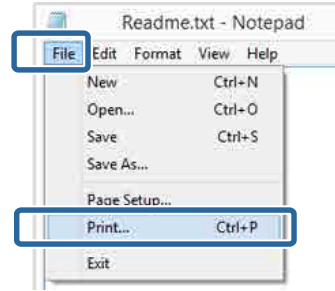 Readme.txt - Notepad
File Edit Format View Help
New Ctrl+N
Open... Ctrl+O
Save Ctrl+S
Save As...
Page Setup...
Print... Ctrl+P
Exit